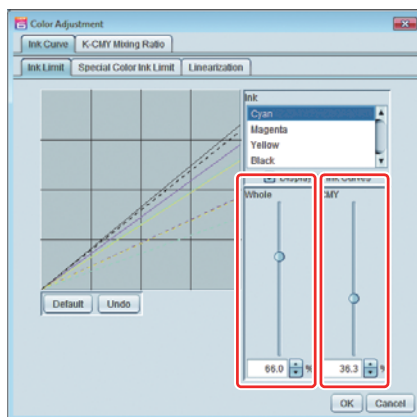 Color Adjustment
Ink Curve K-CMY Mixing Ratio
Ink Limit Special Color Ink Limit Linearization
Ink
Cyan
Magenta
Yellow
Black
Display Ink Curves
Whole CMY
66.0 % 36.3 %
Default Undo
OK Cancel